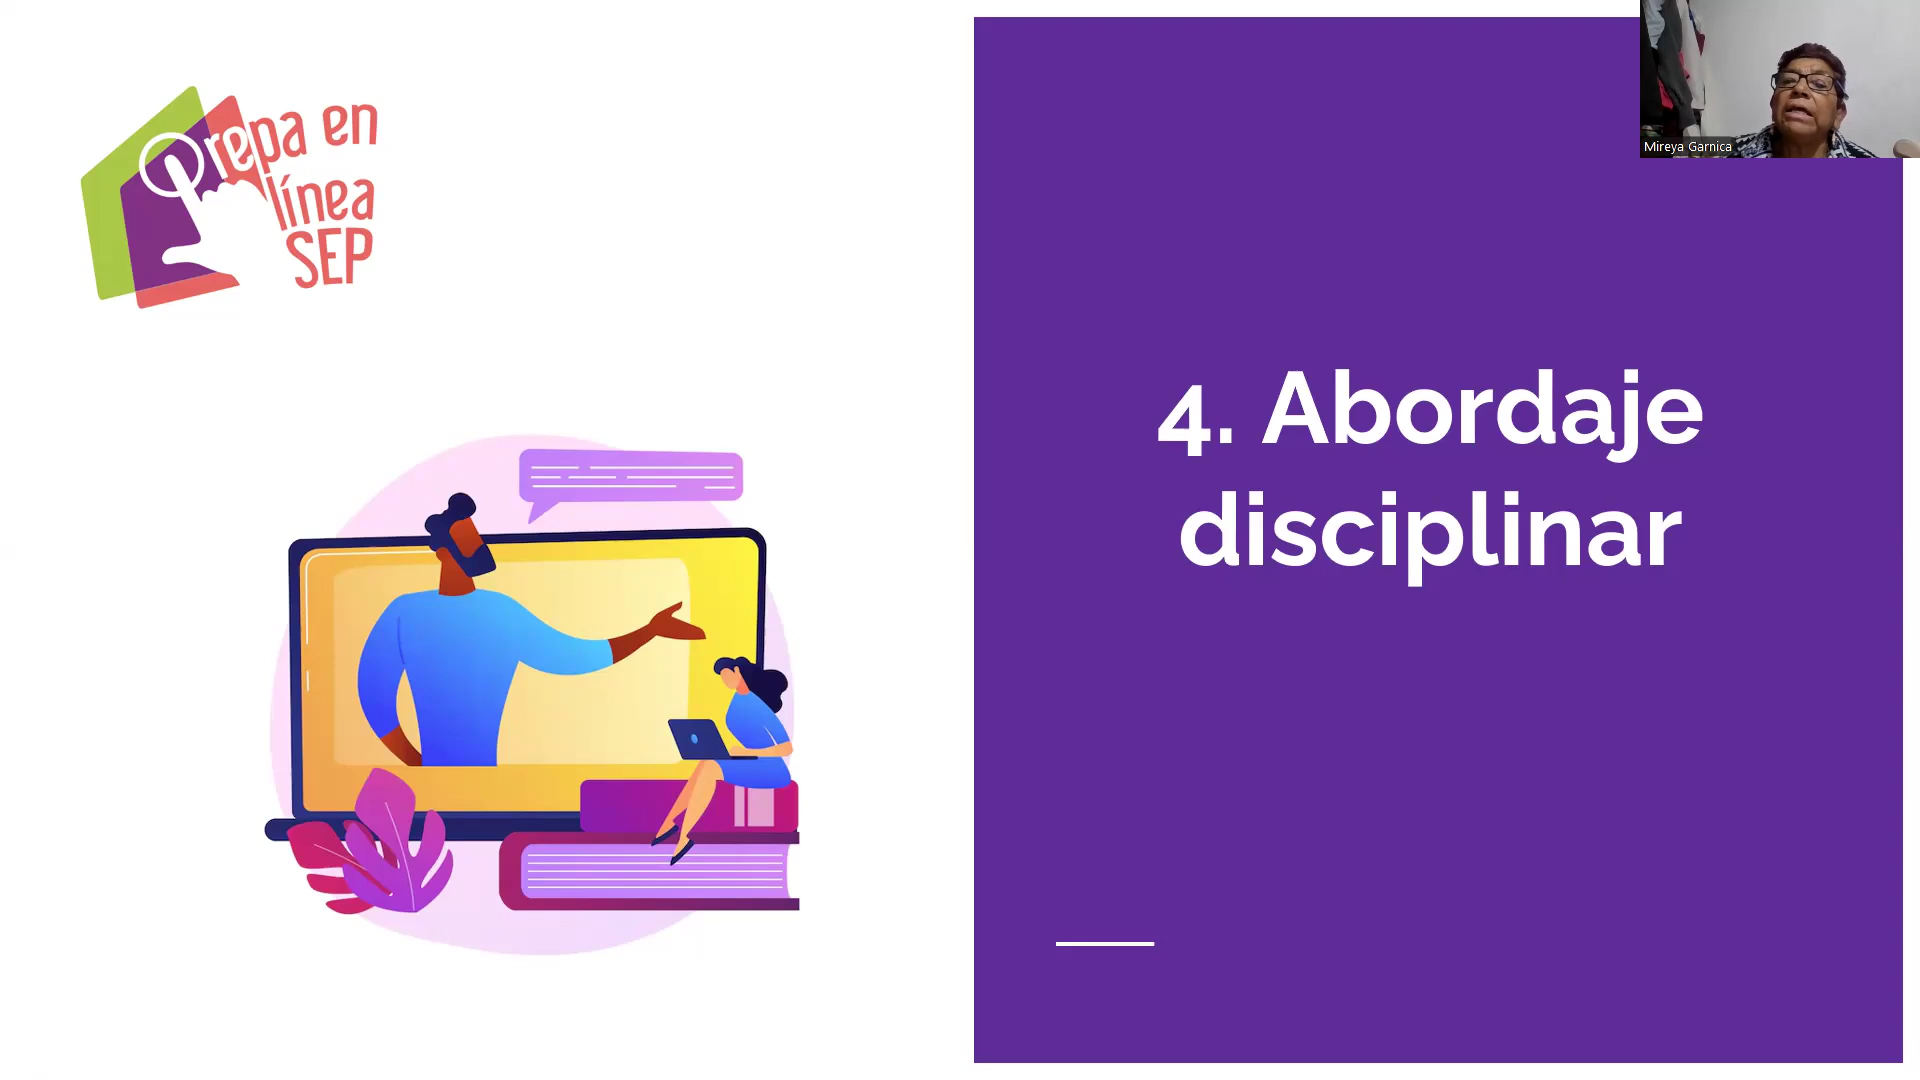 Prepa en
línea
SEP
4. Abordaje
disciplinar
Mireya Garnica